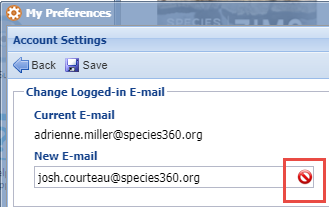 SPECIES
My Preferences
Account Settings
Back Save
Change Logged-in E-mail
Current E-mail
adrienne.miller@species360.org
New E-mail
josh.courteau@species360.org